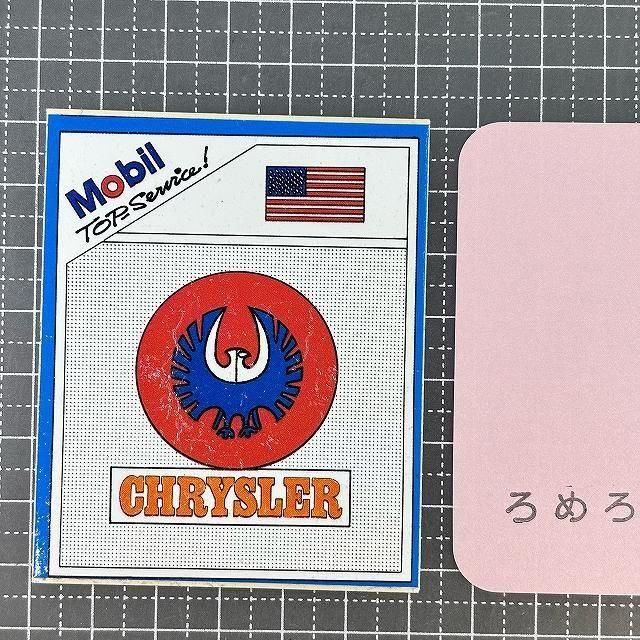 Mobil
TOP-Service!
CHRYSLER
ろめろ